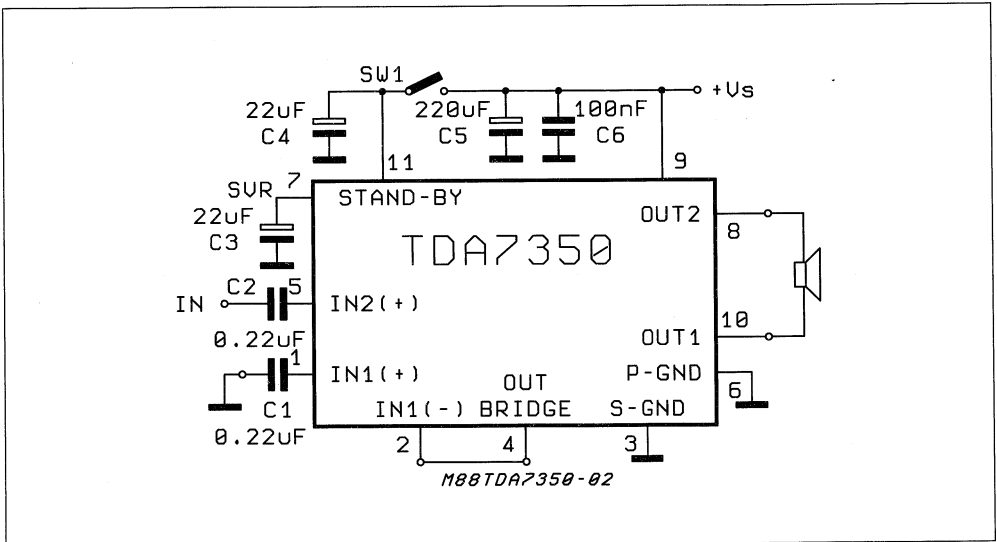 SW1
+Vs
22uF
C4
220uF
C5
100nF
C6
11
9
SVR 7
STAND-BY
22uF
C3
TDA7350
OUT2
8
IN
C2 5
IN2(+)
0.22uF
10
OUT1
1
IN1(+)
C1
0.22uF
P-GND
6
IN1(-)
OUT
BRIDGE
S-GND
2
4
3
M88TDA7350-02